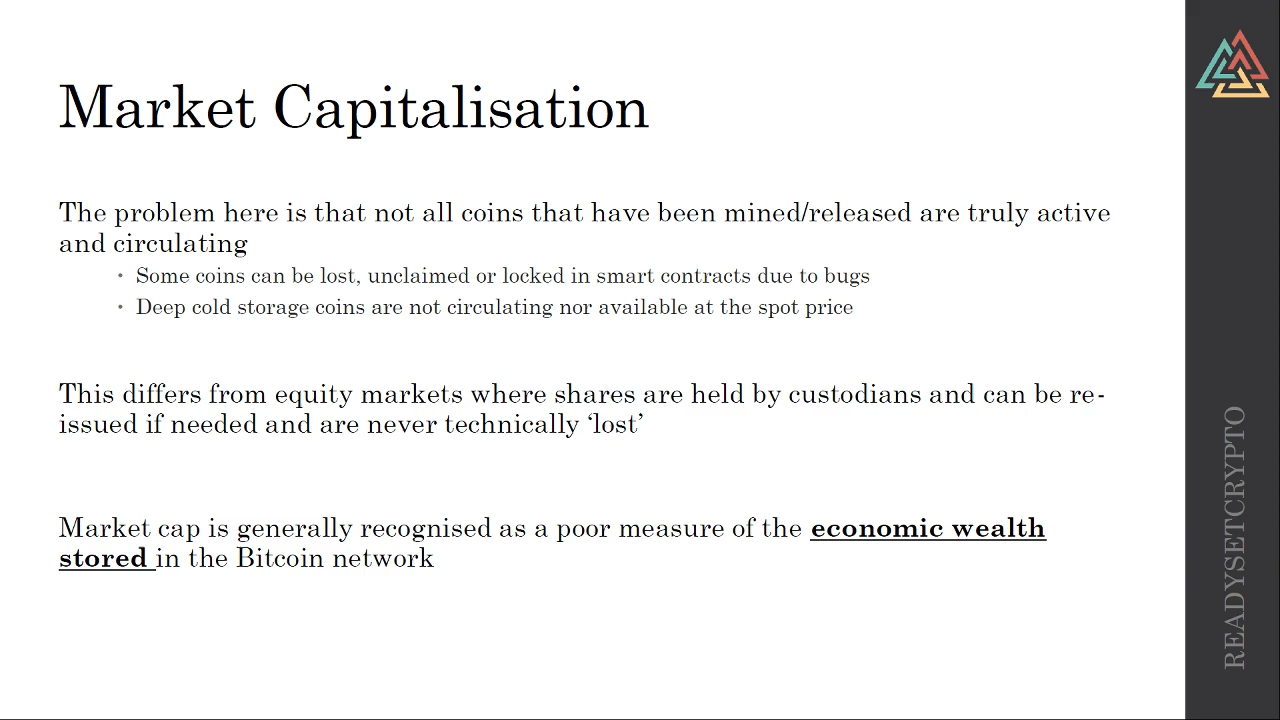 Market Capitalisation
The problem here is that not all coins that have been mined/released are truly active
and circulating
• Some coins can be lost, unclaimed or locked in smart contracts due to bugs
• Deep cold storage coins are not circulating nor available at the spot price
This differs from equity markets where shares are held by custodians and can be re-
issued if needed and are never technically ‘lost’
Market cap is generally recognised as a poor measure of the economic wealth
stored in the Bitcoin network
READYSETCRYPTO